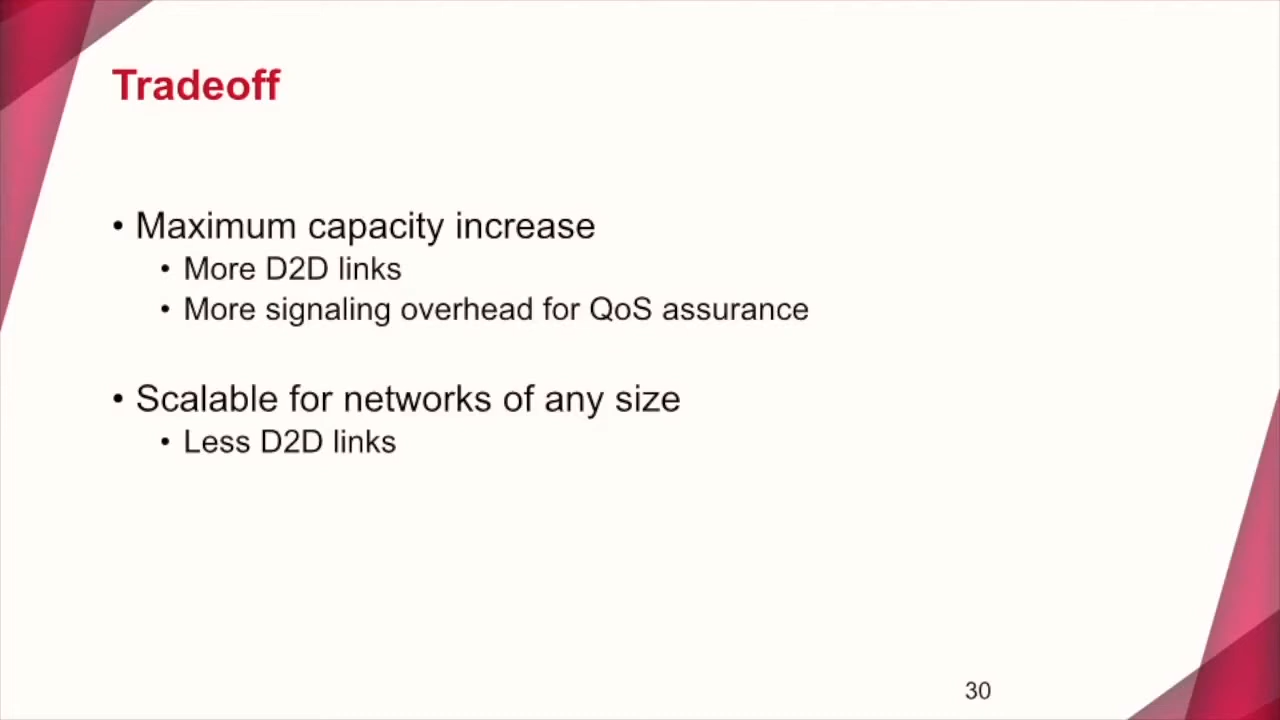 Tradeoff
• Maximum capacity increase
• More D2D links
• More signaling overhead for QoS assurance
• Scalable for networks of any size
• Less D2D links
30